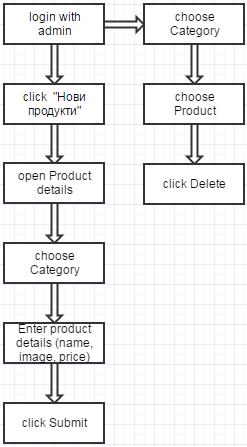 login with
admin
choose
Category
click "Нови
продукти"
choose
Product
open Product
details
click Delete
choose
Category
Enter product
details (name,
image, price)
click Submit